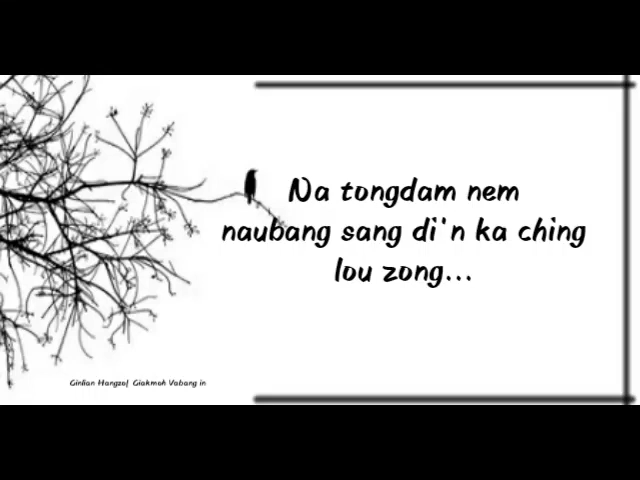 Na tongdam nem
naubang sang di'n ka ching
lou zong...
Ginlian Hangzo| Giakmoh Vabang in